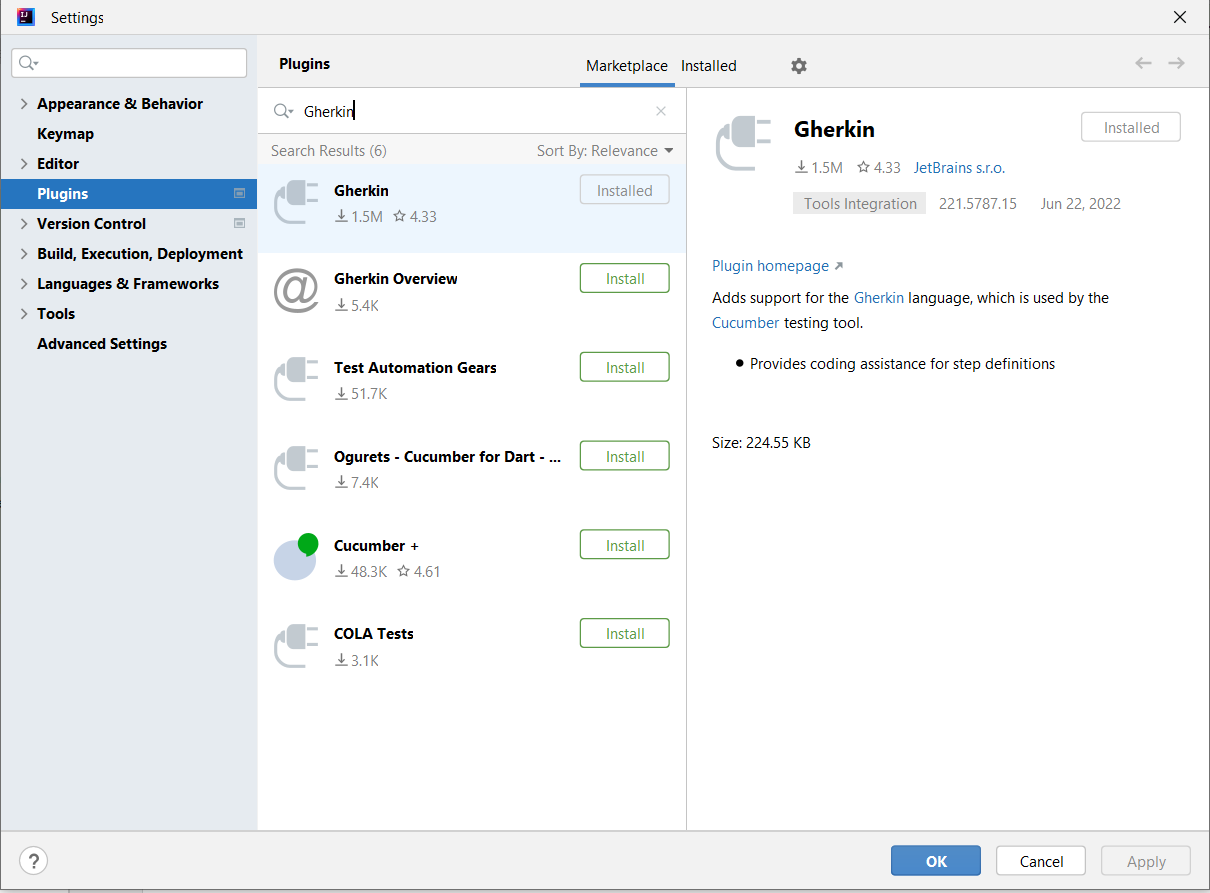 Settings
Appearance & Behavior
Keymap
Editor
Plugins
Version Control
Build, Execution, Deployment
Languages & Frameworks
Tools
Advanced Settings
Plugins
Marketplace
Installed
Gherkin
Search Results (6)
Sort By: Relevance
Gherkin
1.5M
4.33
Installed
Gherkin Overview
5.4K
Install
Test Automation Gears
51.7K
Install
Ogurets - Cucumber for Dart - ...
7.4K
Install
Cucumber +
48.3K
4.61
Install
COLA Tests
3.1K
Install
Gherkin
Installed
1.5M
4.33
JetBrains s.r.o.
Tools Integration
221.5787.15
Jun 22, 2022
Plugin homepage
Adds support for the Gherkin language, which is used by the
Cucumber testing tool.
Provides coding assistance for step definitions
Size: 224.55 KB
?
OK
Cancel
Apply